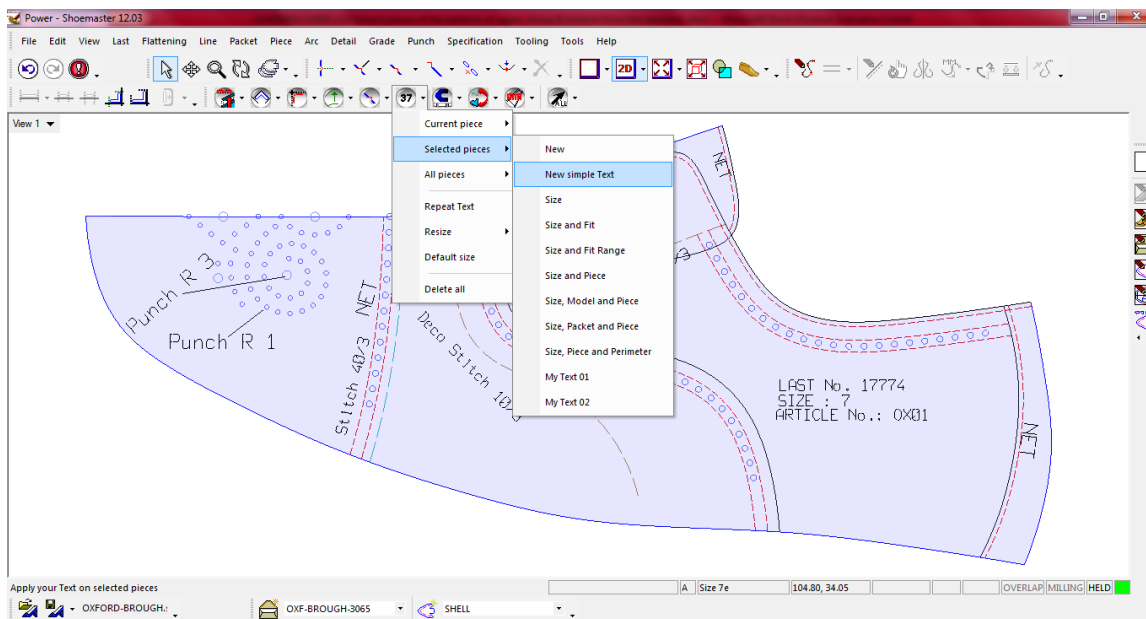 Power - Shoemaster 12.03
File Edit View Last Flattening Line Packet Piece Arc Detail Grade Punch Specification Tooling Tools Help
2D
37
ALL
View 1
Current piece
Selected pieces
All pieces
Repeat Text
Resize
Default size
Delete all
New
New simple Text
Size
Size and Fit
Size and Fit Range
Size and Piece
Size, Model and Piece
Size, Packet and Piece
Size, Piece and Perimeter
My Text 01
My Text 02
NET
Punch R 3
Punch R 1
NET
Stitch 40/3
Deco Stitch 10/3
LAST No. 17774
SIZE : 7
ARTICLE No.: OX01
NET
Apply your Text on selected pieces
A
Size 7e
104.80, 34.05
OVERLAP
MILLING
HELD
OXFORD-BROUGH.:
OXF-BROUGH-3065
SHELL